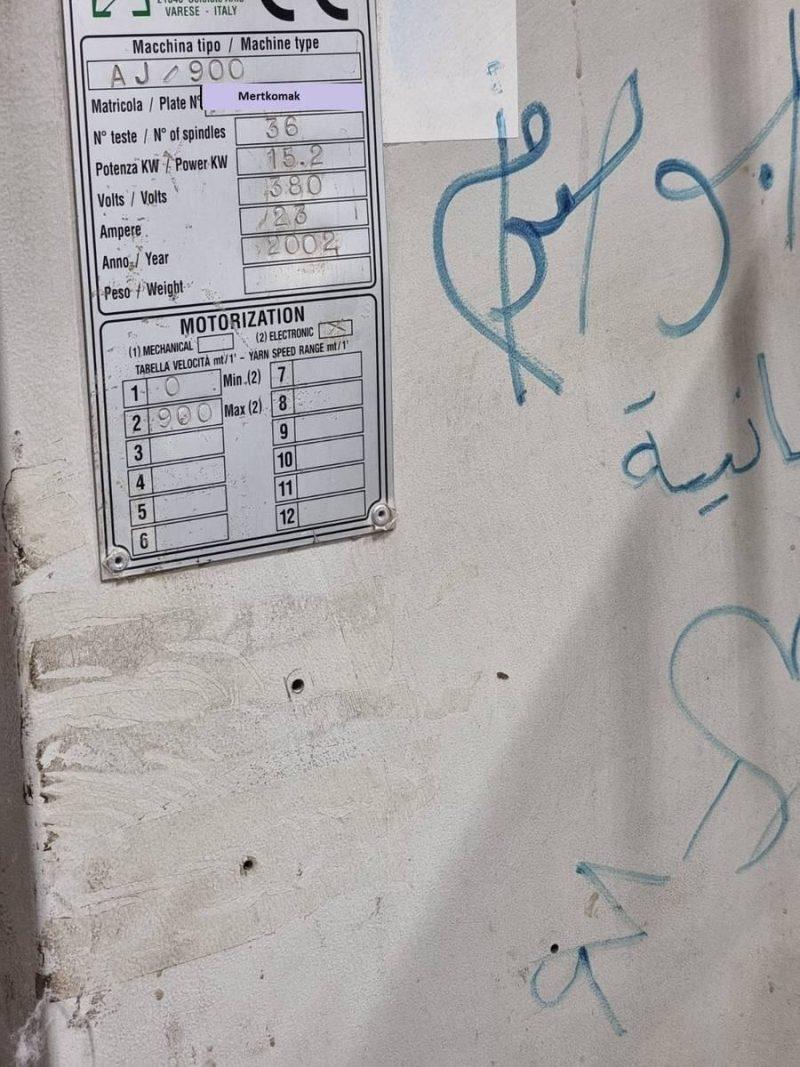 VARESE - ITALY
CE
Macchina tipo / Machine type
AJ/900
Matricola / Plate N° Mertkomak
N° teste / N° of spindles 36
Potenza KW / Power KW 15.2
Volts / Volts 380
Ampere 23
Anno / Year 2002
Peso / Weight
MOTORIZATION
(1) MECHANICAL (2) ELECTRONIC X
TABELLA VELOCITÀ mt/1' - YARN SPEED RANGE mt/1'
1 0 Min.(2) 7
2 900 Max (2) 8
3 9
4 10
5 11
6 12